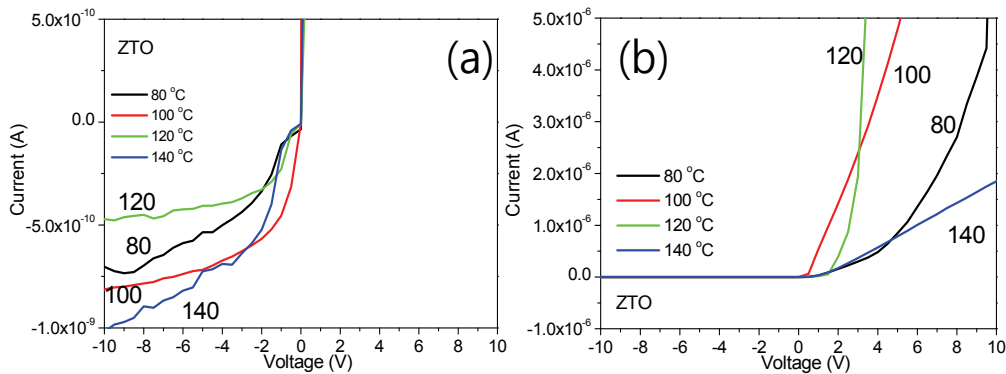 5.0x10⁻¹⁰
0.0
-5.0x10⁻¹⁰
-1.0x10⁻⁹
Current (A)
ZTO
(a)
80 °C
100 °C
120 °C
140 °C
120
80
100
140
-10 -8 -6 -4 -2 0 2 4 6 8 10
Voltage (V)
5.0x10⁻⁶
4.0x10⁻⁶
3.0x10⁻⁶
2.0x10⁻⁶
1.0x10⁻⁶
0.0
-1.0x10⁻⁶
Current (A)
(b)
120
100
80
140
80 °C
100 °C
120 °C
140 °C
ZTO
-10 -8 -6 -4 -2 0 2 4 6 8 10
Voltage (V)